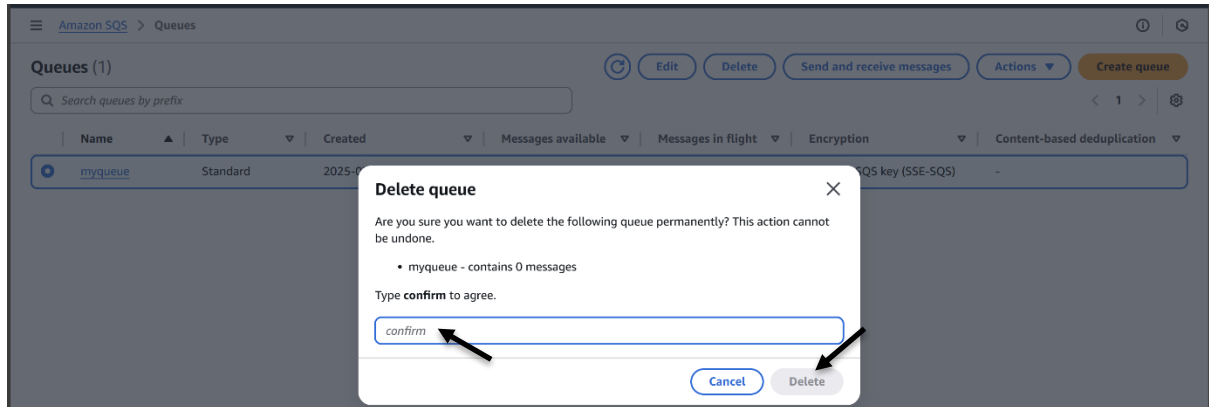 Amazon SQS > Queues
Queues (1)
Edit
Delete
Send and receive messages
Actions
Create queue
Search queues by prefix
1
Name Type Created Messages available Messages in flight Encryption Content-based deduplication
myqueue Standard SQS key (SSE-SQS) -
Delete queue
Are you sure you want to delete the following queue permanently? This action cannot
be undone.
• myqueue - contains 0 messages
Type confirm to agree.
confirm
Cancel
Delete